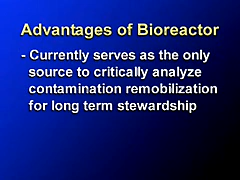 Advantages of Bioreactor
- Currently serves as the only
source to critically analyze
contamination remobilization
for long term stewardship